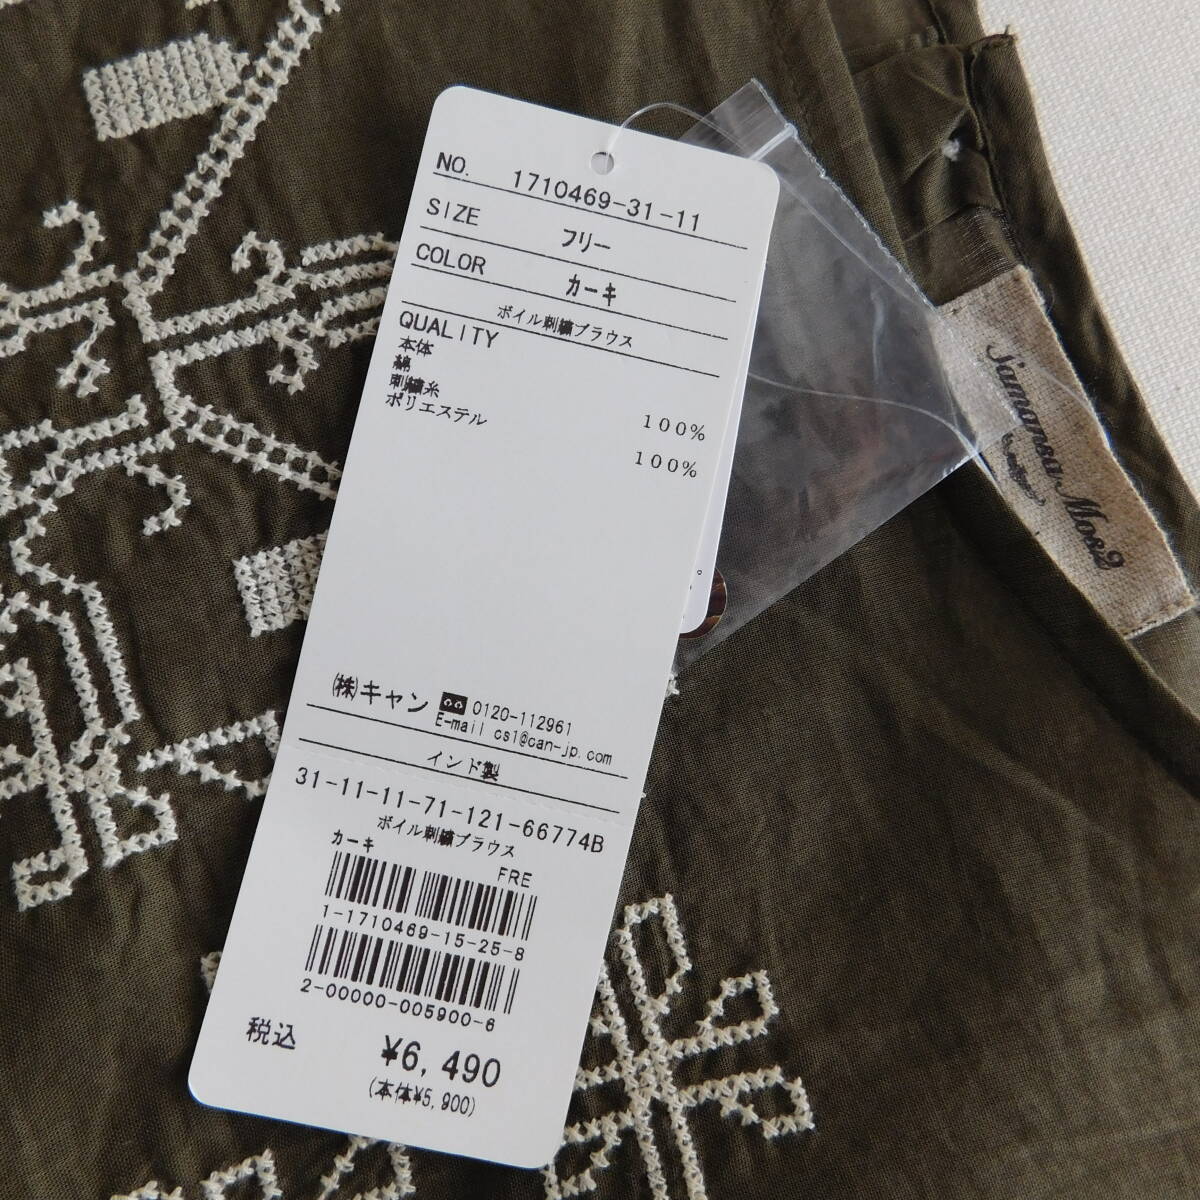 NO. 1710469-31-11
SIZE フリー
COLOR カーキ
ボイル刺繍ブラウス
QUALITY
本体
綿
刺繍糸
ポリエステル
100%
100%
㈱キャン 0120-112961
E-mail cs1@can-jp.com
インド製
31-11-11-71-121-66774B
ボイル刺繍ブラウス
カーキ
FRE
1-1710469-15-25-8
2-00000-005900-6
税込 ¥6,490
(本体¥5,900)
Samansa Mos2